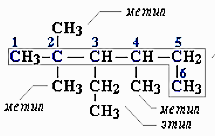 CH₃ метил
1 2 3 4 5
CH₃–C–CH–CH–CH₂
6
CH₃ CH₂ CH₃ CH₃
метил CH₃ метил
этил